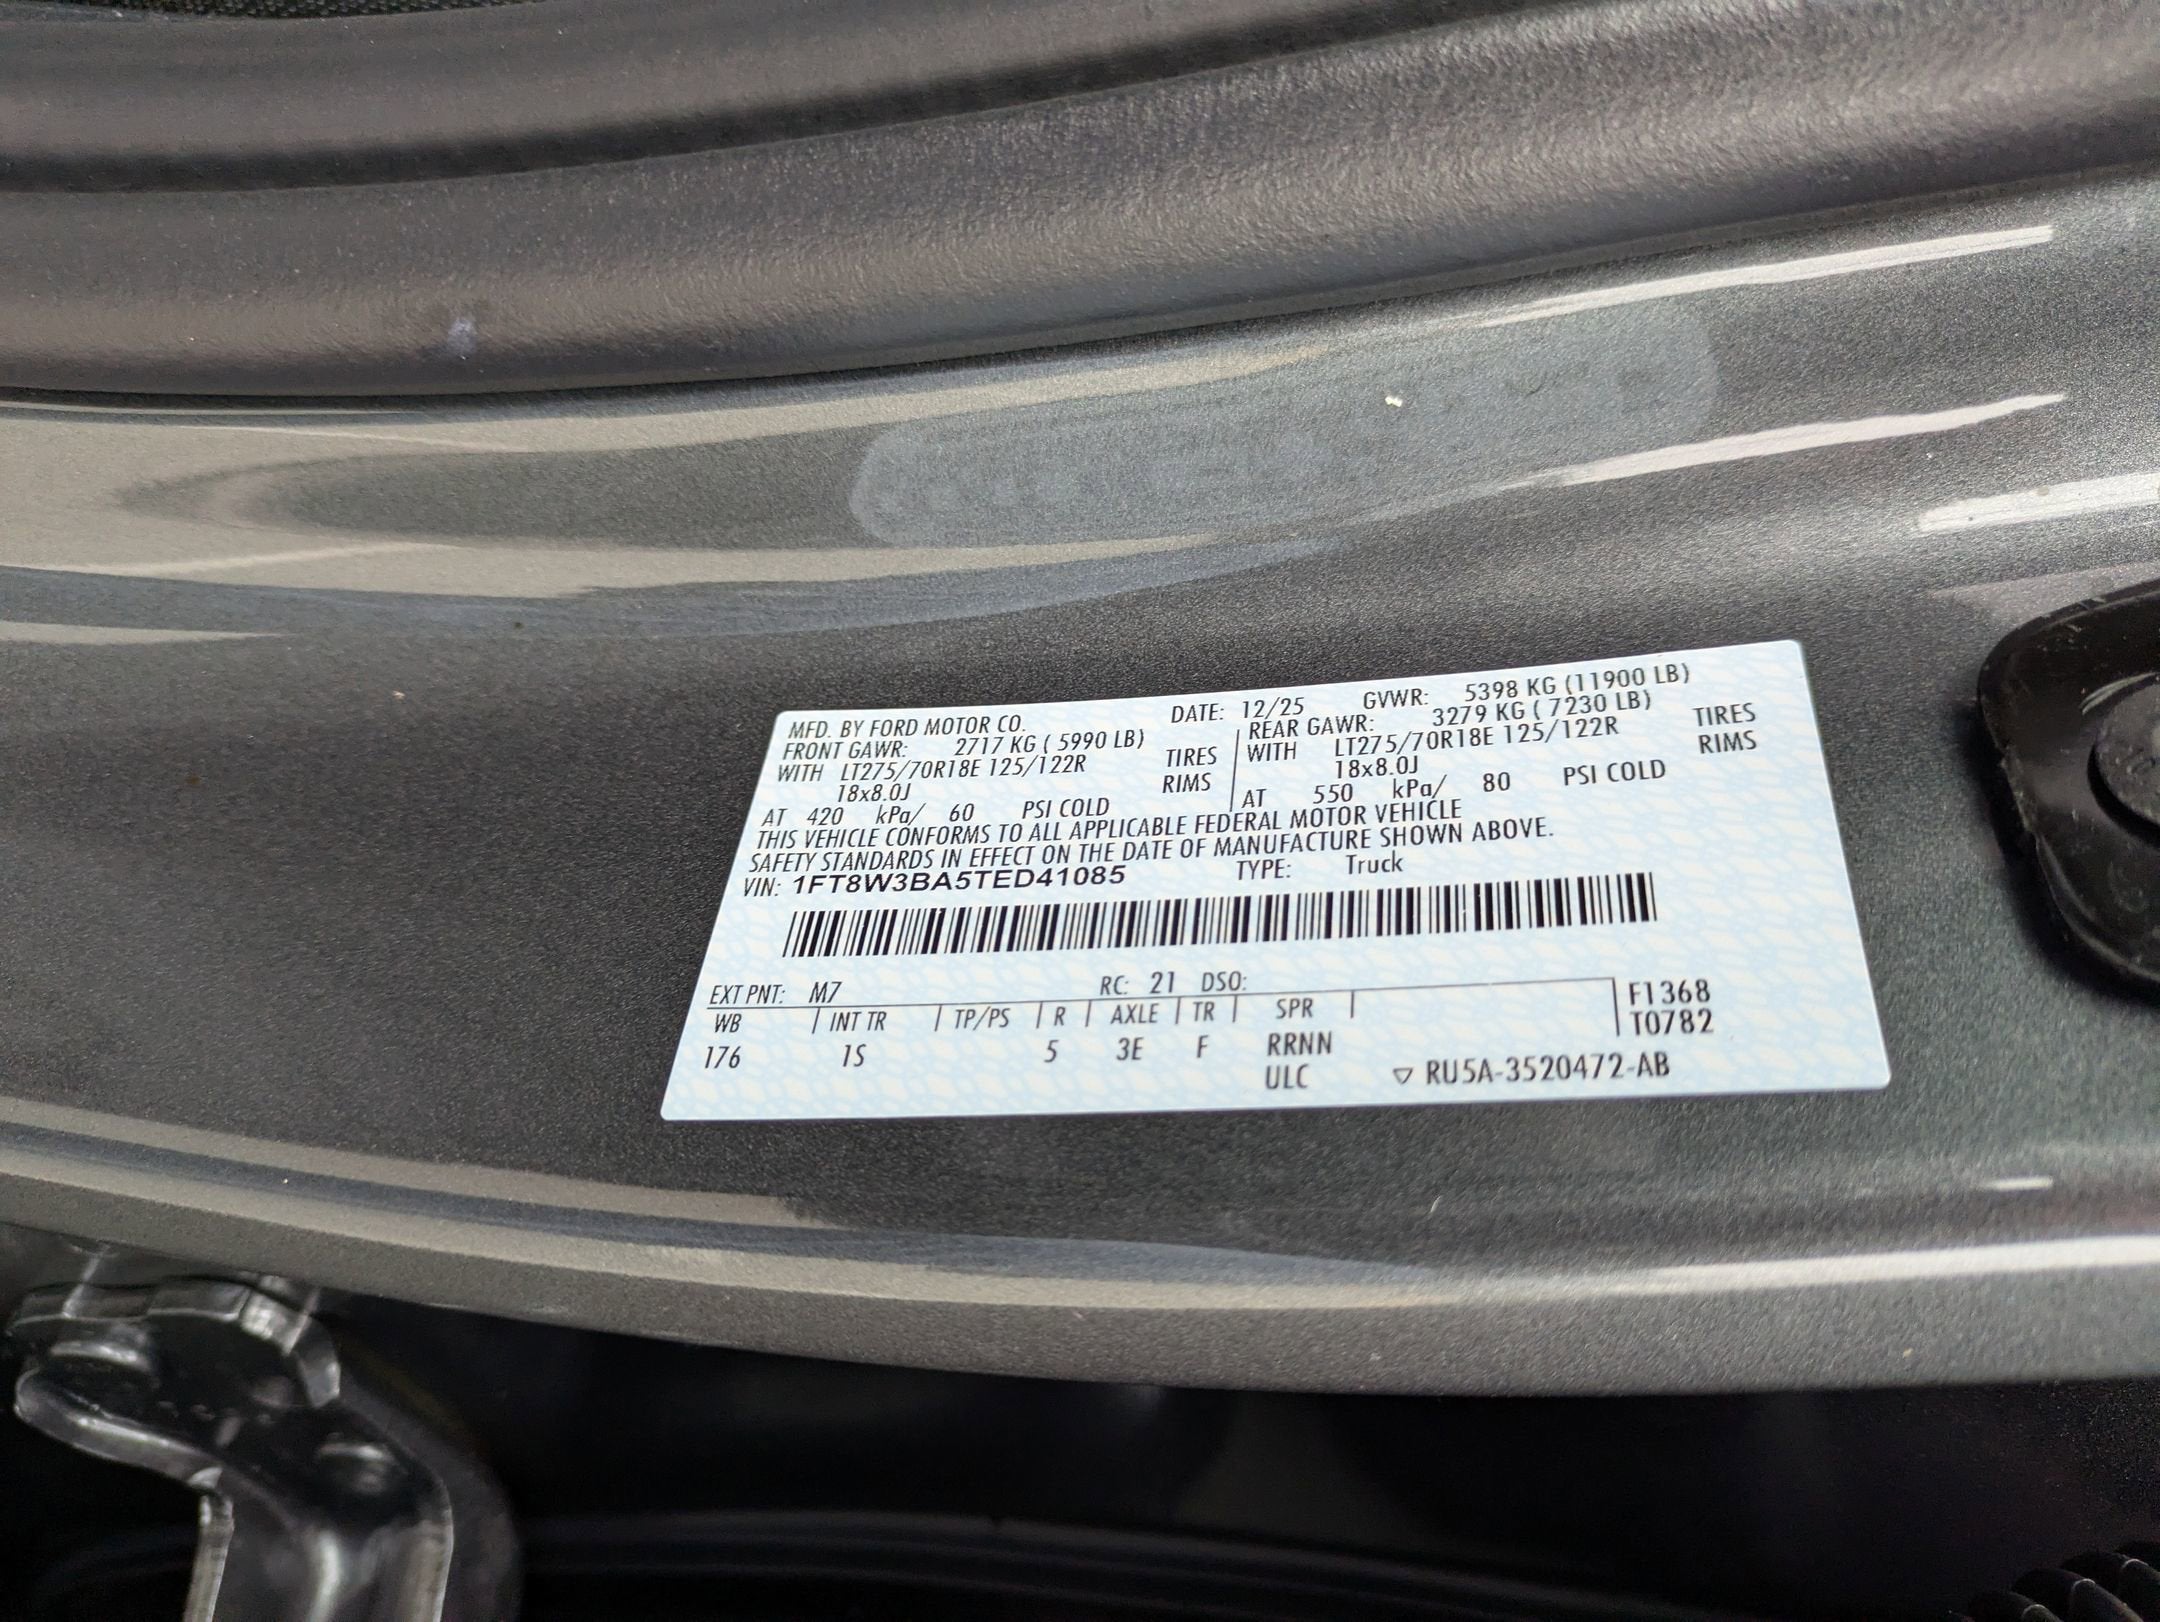 MFD. BY FORD MOTOR CO. DATE: 12/25 GVWR: 5398 KG (11900 LB)
FRONT GAWR: 2717 KG ( 5990 LB) REAR GAWR: 3279 KG ( 7230 LB)
WITH LT275/70R18E 125/122R TIRES WITH LT275/70R18E 125/122R TIRES
18x8.0J RIMS 18x8.0J RIMS
AT 420 kPa/ 60 PSI COLD AT 550 kPa/ 80 PSI COLD
THIS VEHICLE CONFORMS TO ALL APPLICABLE FEDERAL MOTOR VEHICLE
SAFETY STANDARDS IN EFFECT ON THE DATE OF MANUFACTURE SHOWN ABOVE.
VIN: 1FT8W3BA5TED41085 TYPE: Truck
EXT PNT: M7 RC: 21 DSO:
WB INT TR TP/PS R AXLE TR SPR F1368
T0782
176 1S 5 3E F RRNN
ULC RU5A-3520472-AB